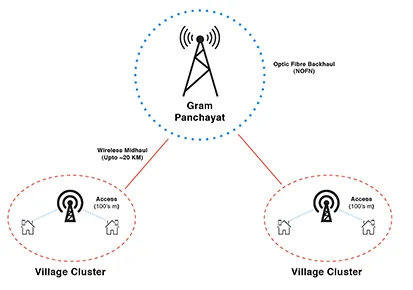 Optic Fibre Backhaul
(NOFN)
Gram
Panchayat
Wireless Midhaul
(Upto ~20 KM)
Access
(100's m)
Village Cluster
Access
(100's m)
Village Cluster